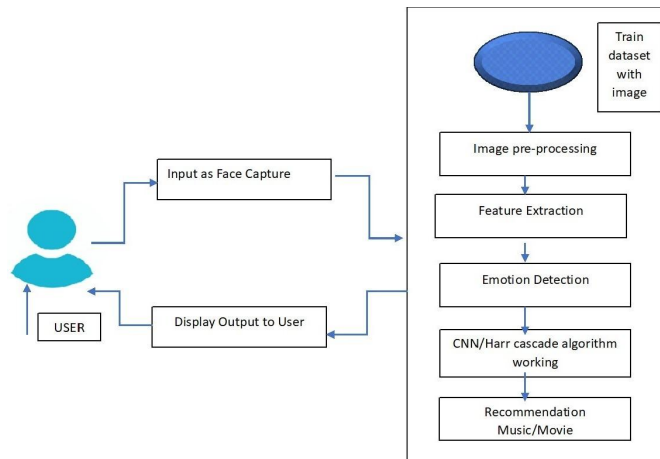 Train
dataset
with
image
Image pre-processing
Input as Face Capture
Feature Extraction
Emotion Detection
USER
Display Output to User
CNN/Harr cascade algorithm
working
Recommendation
Music/Movie